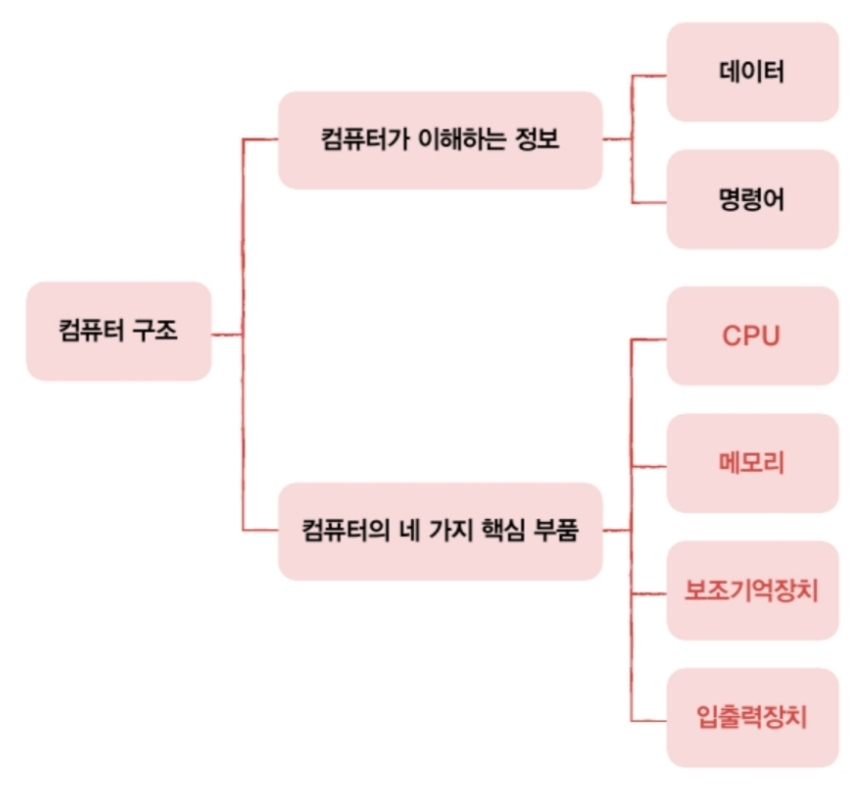 컴퓨터 구조
컴퓨터가 이해하는 정보
데이터
명령어
컴퓨터의 네 가지 핵심 부품
CPU
메모리
보조기억장치
입출력장치